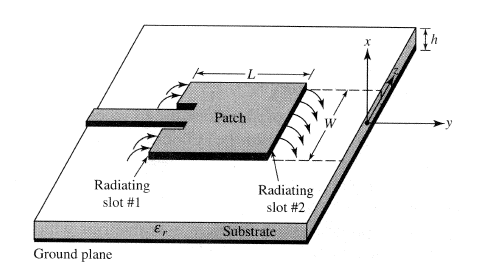 x
h
L
y
W
Patch
Radiating
slot #1
Radiating
slot #2
εr
Substrate
Ground plane